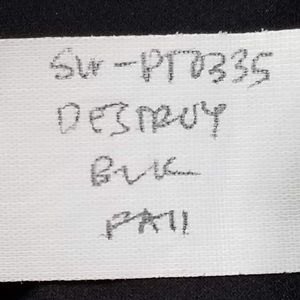 SW-PT0335
DESTROY
BLK
FA11